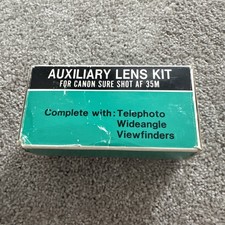 AUXILIARY LENS KIT
FOR CANON SURE SHOT AF 35M
Complete with: Telephoto
Wideangle
Viewfinders